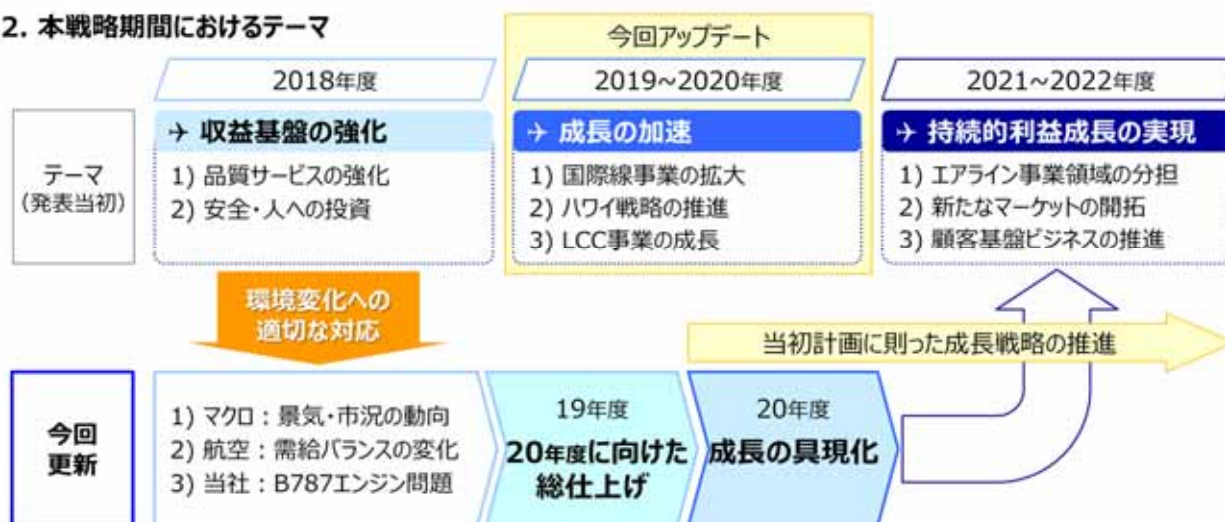 2. 本戦略期間におけるテーマ
今回アップデート
2018年度
2019~2020年度
2021~2022年度
テーマ
(発表当初)
収益基盤の強化
1) 品質サービスの強化
2) 安全・人への投資
成長の加速
1) 国際線事業の拡大
2) ハワイ戦略の推進
3) LCC事業の成長
持続的利益成長の実現
1) エアライン事業領域の分担
2) 新たなマーケットの開拓
3) 顧客基盤ビジネスの推進
環境変化への
適切な対応
当初計画に則った成長戦略の推進
今回
更新
1) マクロ:景気・市況の動向
2) 航空:需給バランスの変化
3) 当社:B787エンジン問題
19年度
20年度に向けた
総仕上げ
20年度
成長の具現化